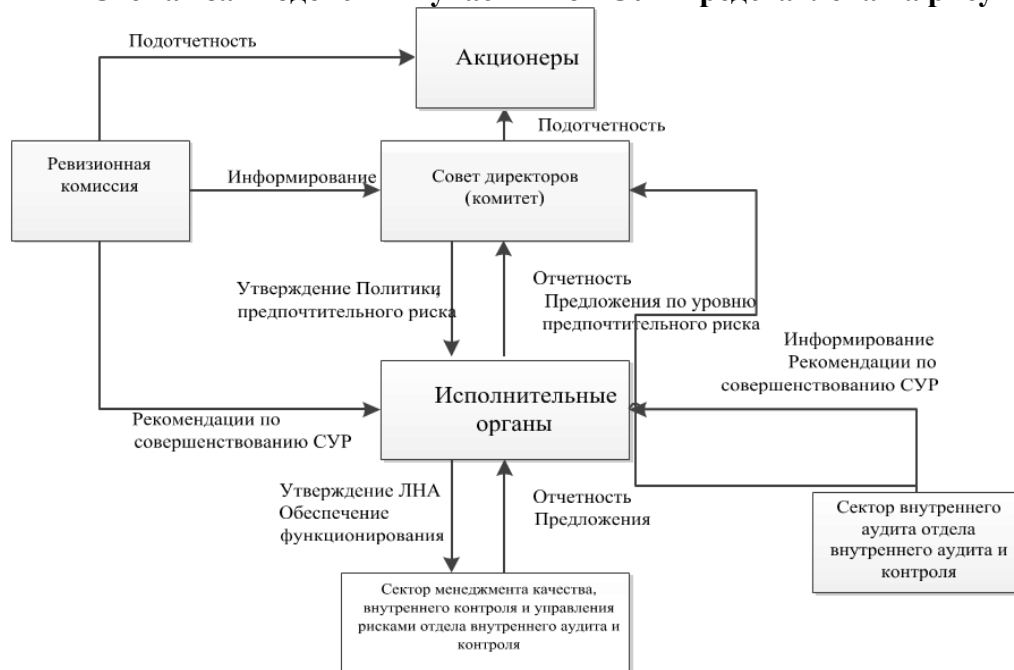 Подотчетность
Акционеры
Подотчетность
Ревизионная
комиссия
Информирование
Совет директоров
(комитет)
Утверждение Политики,
предпочтительного риска
Отчетность
Предложения по уровню
предпочтительного риска
Информирование
Рекомендации по
совершенствованию СУР
Исполнительные
органы
Рекомендации по
совершенствованию СУР
Утверждение ЛНА
Обеспечение
функционирования
Отчетность
Предложения
Сектор внутреннего
аудита отдела
внутреннего аудита и
контроля
Сектор менеджмента качества,
внутреннего контроля и управления
рисками отдела внутреннего аудита и
контроля